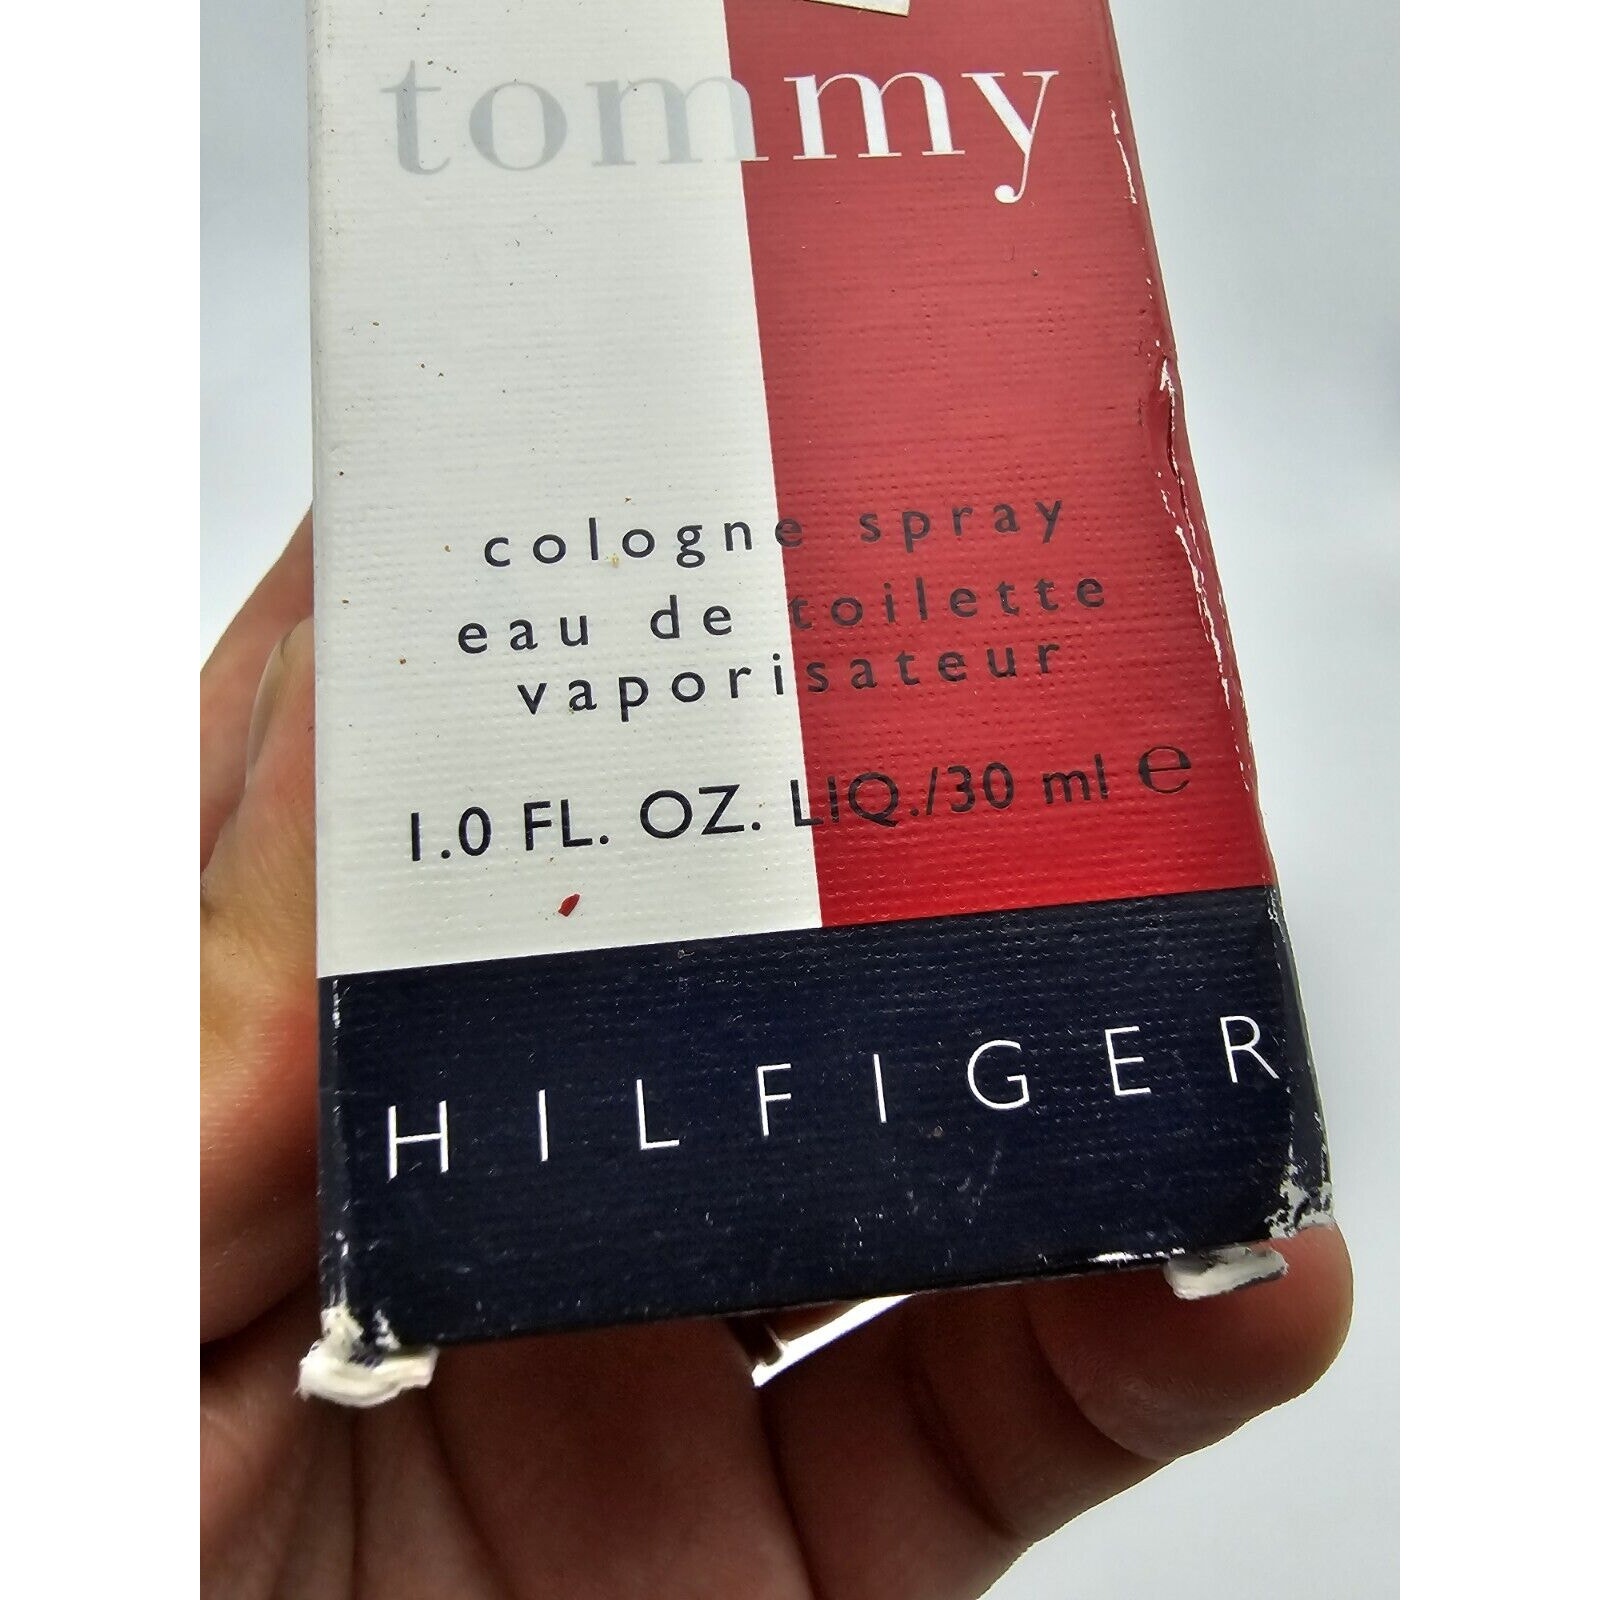 tommy
cologne spray
eau de toilette
vaporisateur
1.0 FL. OZ. LIQ./30 ml ℮
HILFIGER